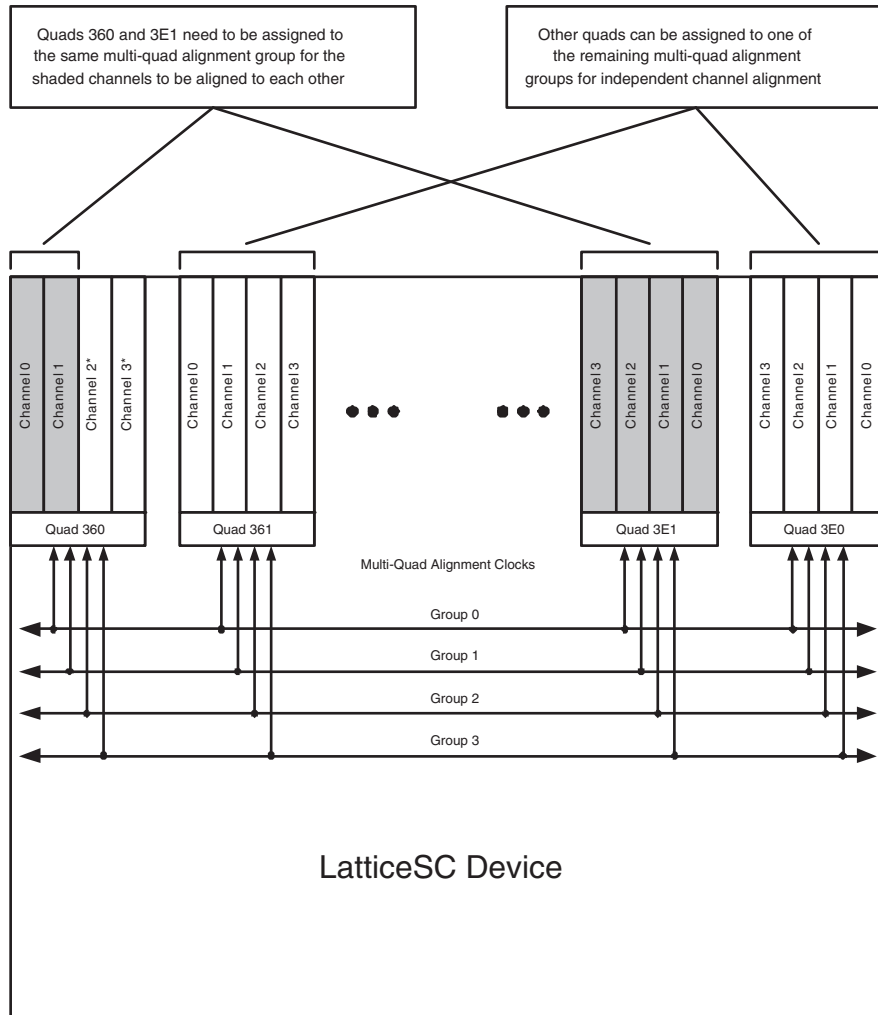 Quads 360 and 3E1 need to be assigned to
the same multi-quad alignment group for the
shaded channels to be aligned to each other
Other quads can be assigned to one of
the remaining multi-quad alignment
groups for independent channel alignment
Channel 0
Channel 1
Channel 2*
Channel 3*
Channel 0
Channel 1
Channel 2
Channel 3
Channel 3
Channel 2
Channel 1
Channel 0
Channel 3
Channel 2
Channel 1
Channel 0
Quad 360
Quad 361
Quad 3E1
Quad 3E0
Multi-Quad Alignment Clocks
Group 0
Group 1
Group 2
Group 3
LatticeSC Device